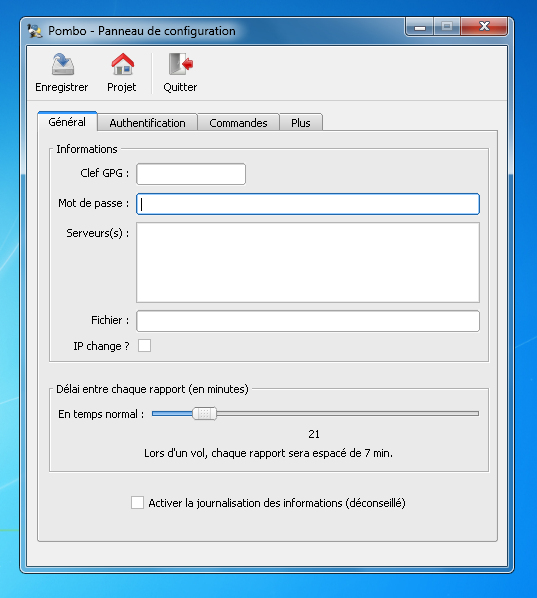 Pombo - Panneau de configuration
Enregistrer Projet Quitter
Général Authentification Commandes Plus
Informations
Clef GPG :
Mot de passe :
Serveurs(s) :
Fichier :
IP change ?
Délai entre chaque rapport (en minutes)
En temps normal :
21
Lors d'un vol, chaque rapport sera espacé de 7 min.
Activer la journalisation des informations (déconseillé)